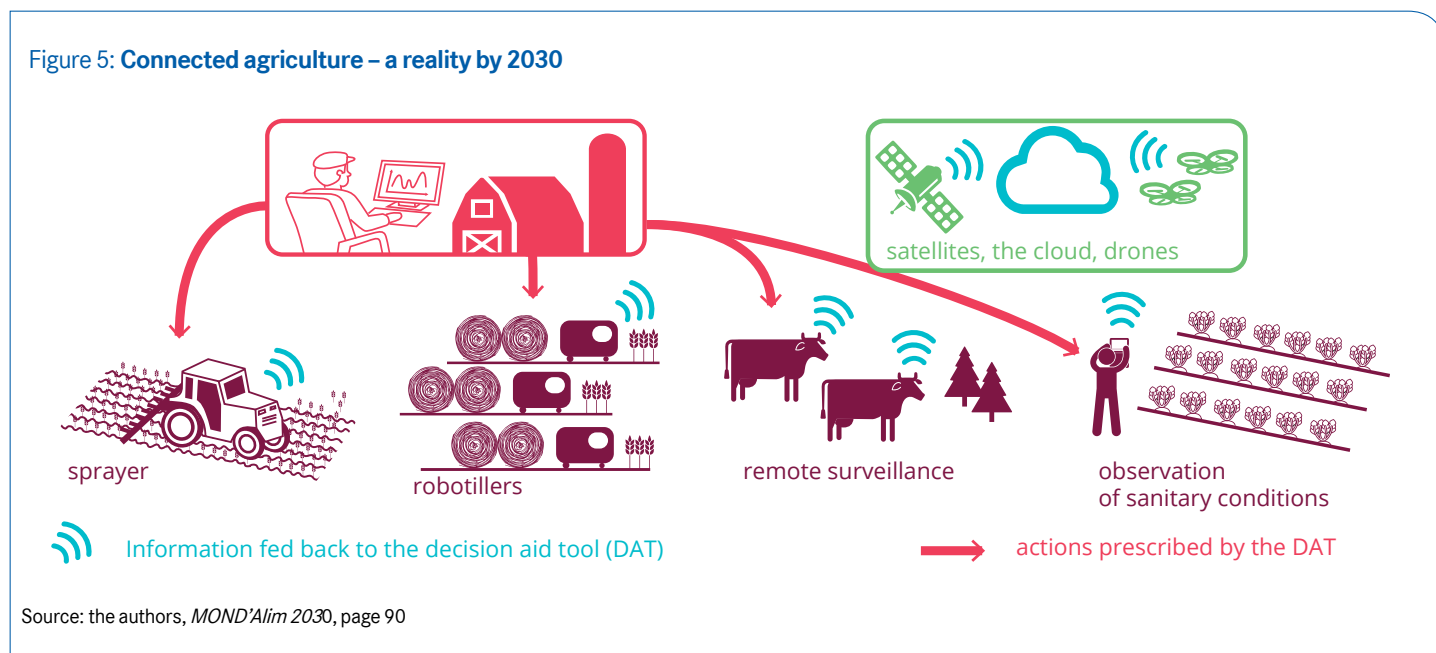 Figure 5: Connected agriculture – a reality by 2030
satellites, the cloud, drones
sprayer
robotillers
remote surveillance
observation
of sanitary conditions
Information fed back to the decision aid tool (DAT)
actions prescribed by the DAT
Source: the authors, MOND'Alim 2030, page 90